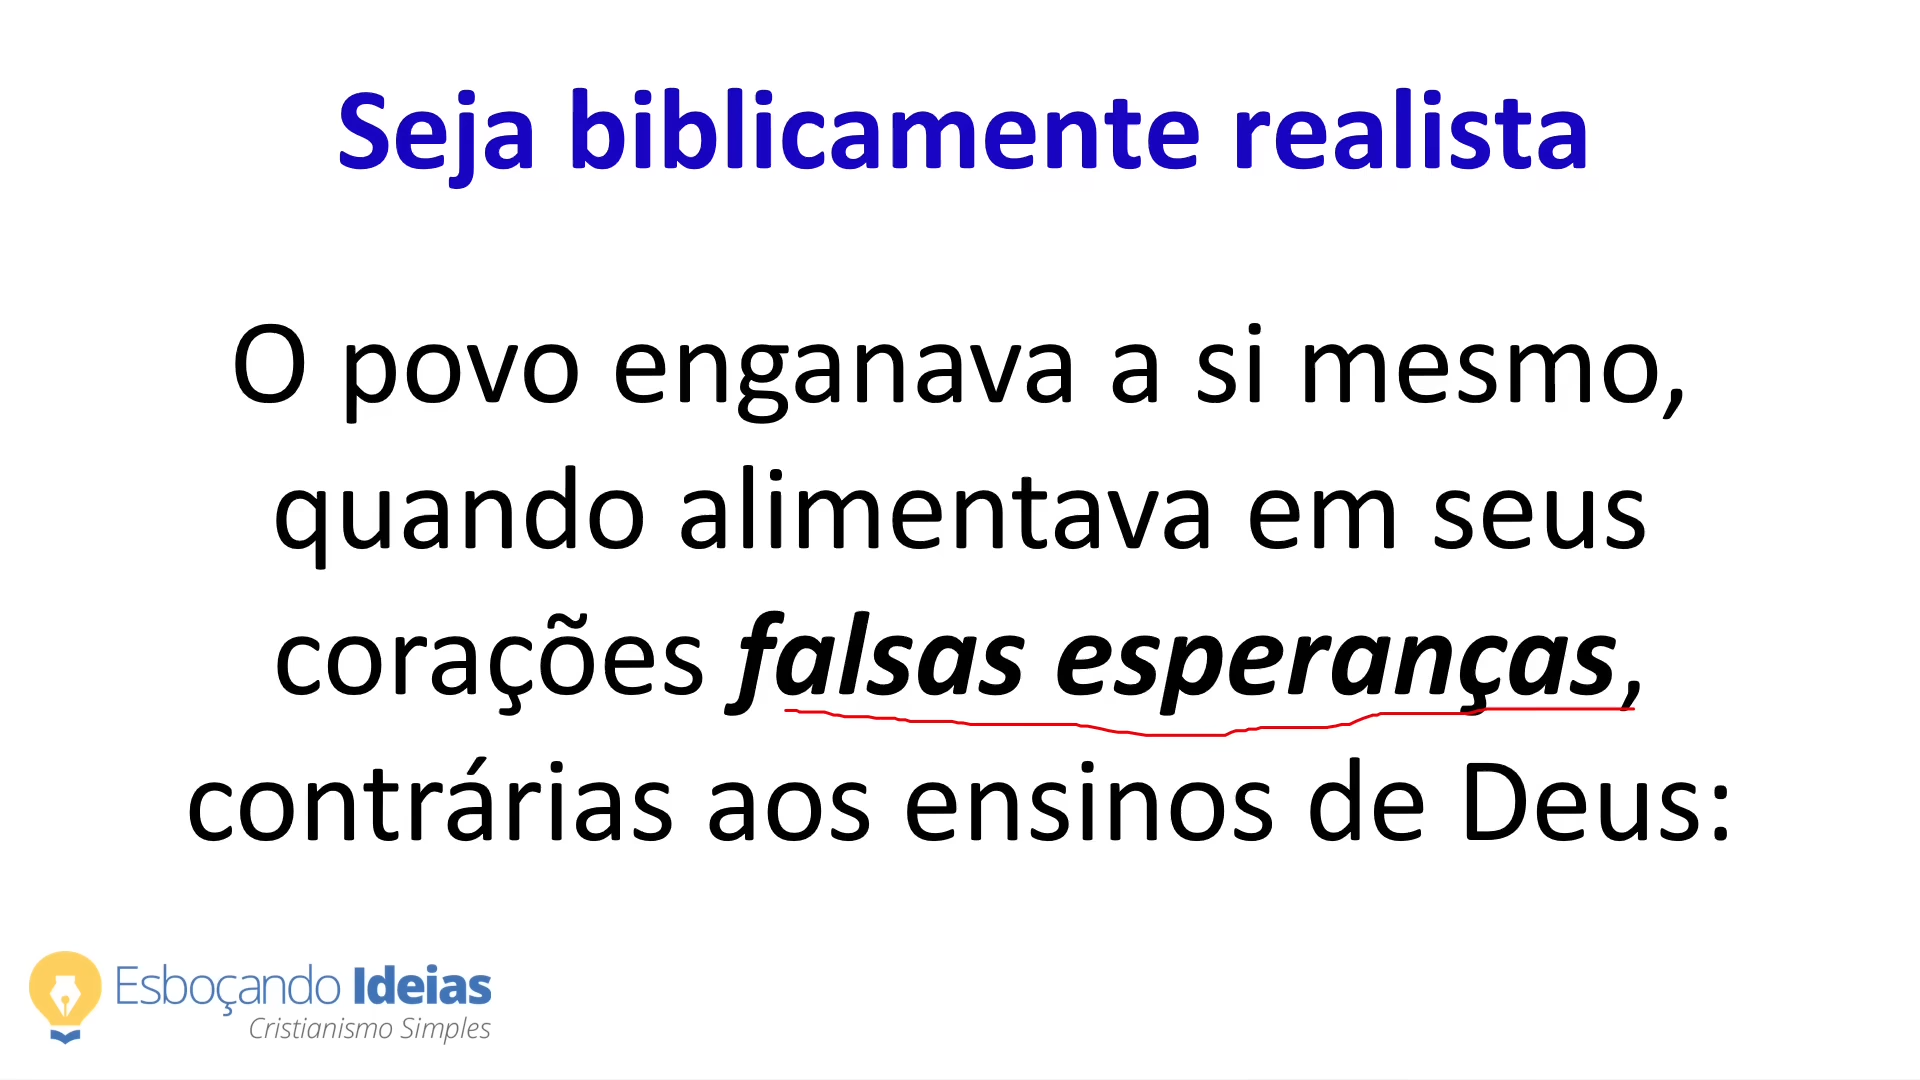 Seja biblicamente realista
O povo enganava a si mesmo,
quando alimentava em seus
corações falsas esperanças,
contrárias aos ensinos de Deus:
Esboçando Ideias
Cristianismo Simples